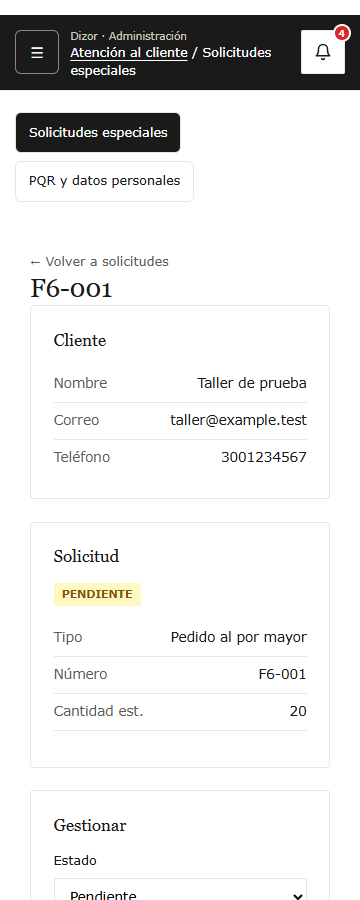 ☰
Dizor · Administración
Atención al cliente / Solicitudes
especiales
4
Solicitudes especiales
PQR y datos personales
← Volver a solicitudes
F6-001
Cliente
Nombre Taller de prueba
Correo taller@example.test
Teléfono 3001234567
Solicitud
PENDIENTE
Tipo Pedido al por mayor
Número F6-001
Cantidad est. 20
Gestionar
Estado
Pendiente